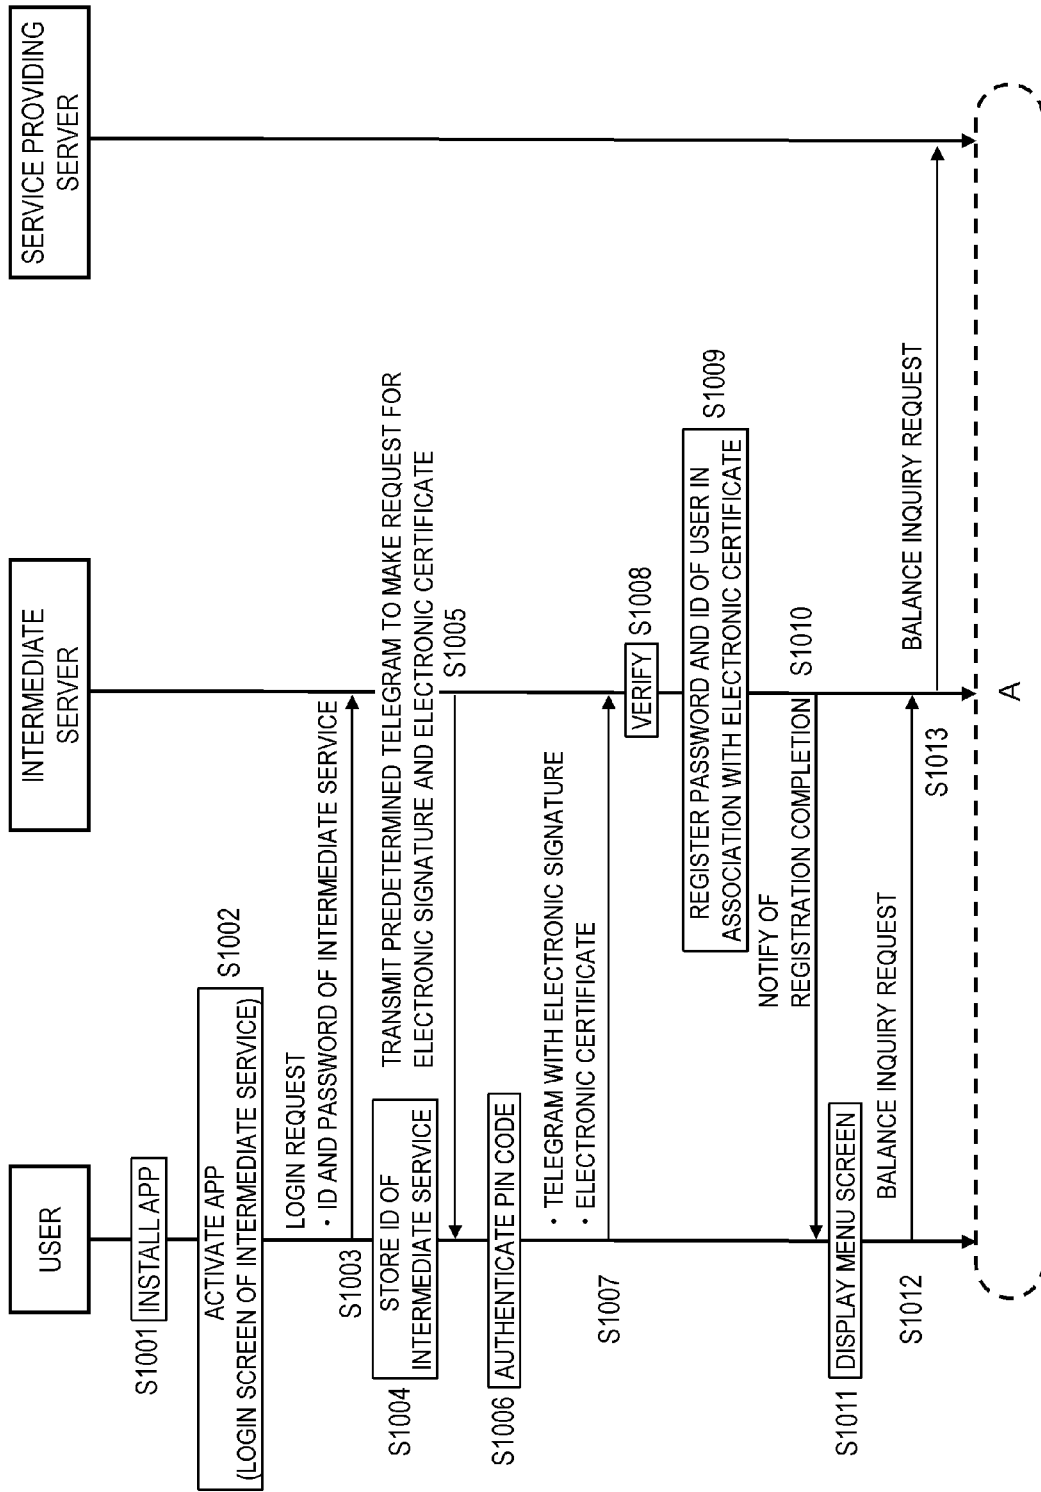 USER
INTERMEDIATE
SERVER
SERVICE PROVIDING
SERVER
S1001
INSTALL APP
ACTIVATE APP
(LOGIN SCREEN OF INTERMEDIATE SERVICE)
S1002
LOGIN REQUEST
・ID AND PASSWORD OF INTERMEDIATE SERVICE
S1003
S1004
STORE ID OF
INTERMEDIATE SERVICE
TRANSMIT PREDETERMINED TELEGRAM TO MAKE REQUEST FOR
ELECTRONIC SIGNATURE AND ELECTRONIC CERTIFICATE
S1005
S1006
AUTHENTICATE PIN CODE
・TELEGRAM WITH ELECTRONIC SIGNATURE
・ELECTRONIC CERTIFICATE
S1007
VERIFY
S1008
REGISTER PASSWORD AND ID OF USER IN
ASSOCIATION WITH ELECTRONIC CERTIFICATE
S1009
NOTIFY OF
REGISTRATION COMPLETION
S1010
S1011
DISPLAY MENU SCREEN
BALANCE INQUIRY REQUEST
S1012
BALANCE INQUIRY REQUEST
S1013
A